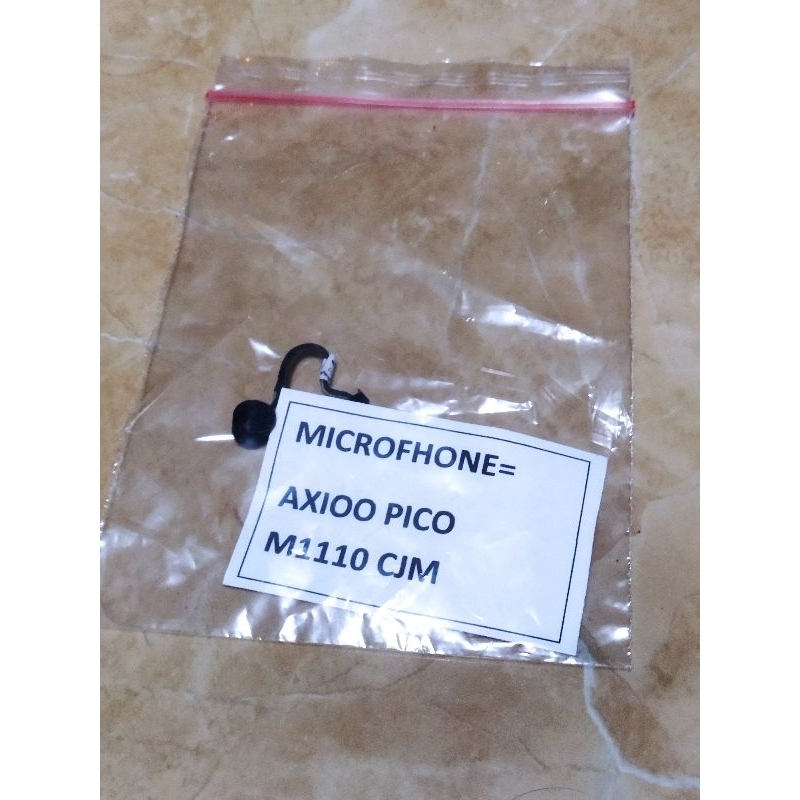 MICROFHONE=
AXIOO PICO
M1110 CJM